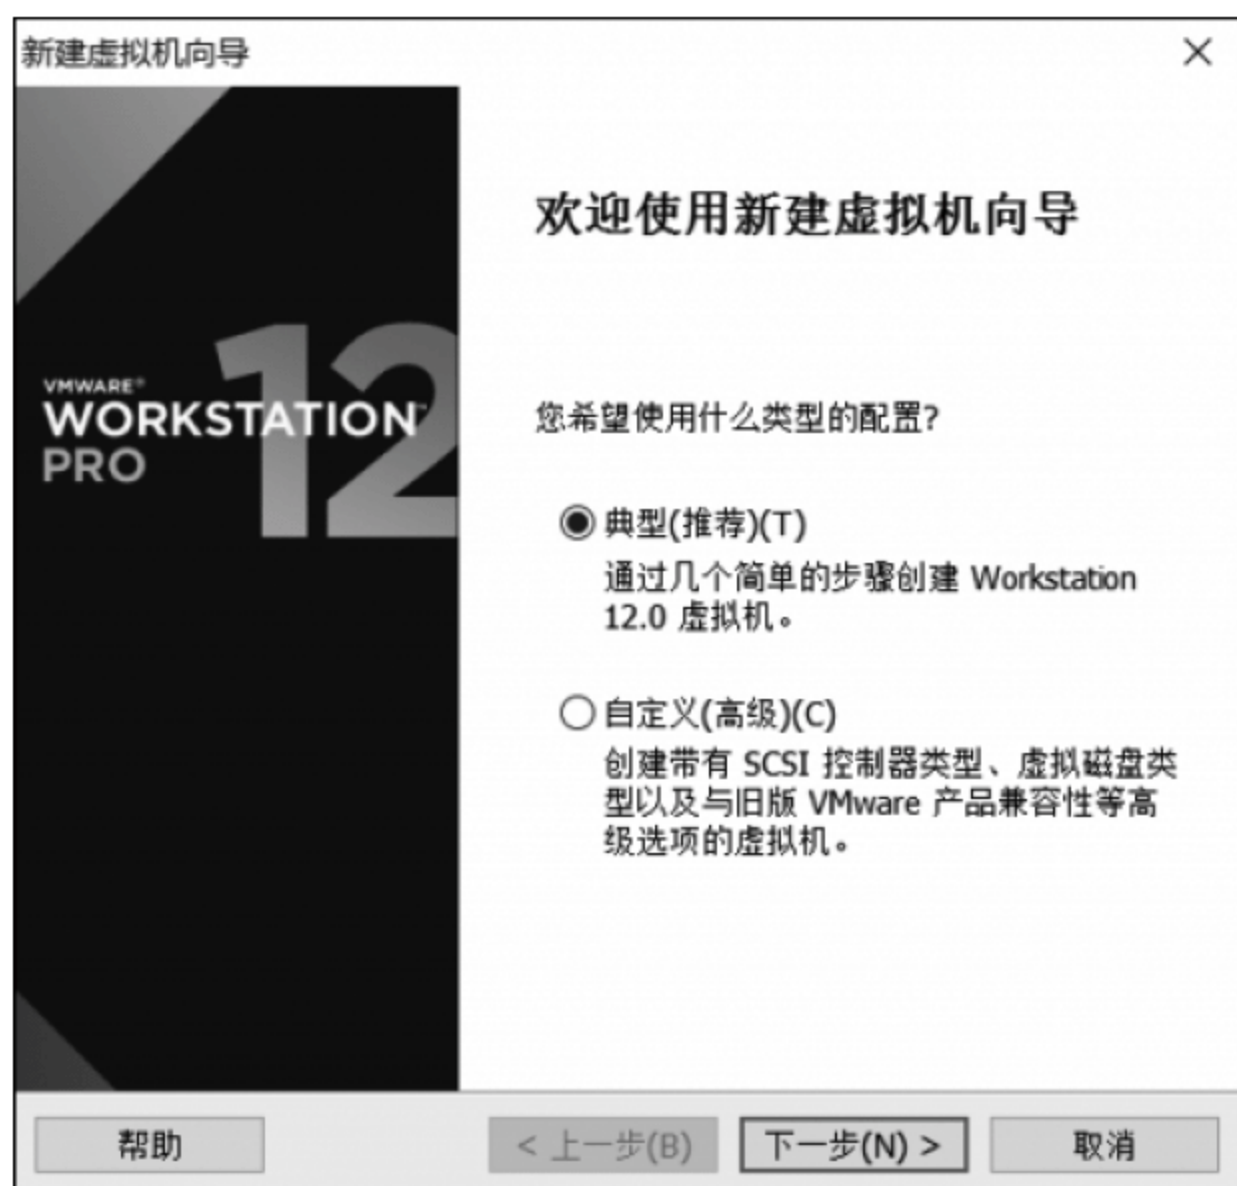 新建虚拟机向导
VMWARE®
WORKSTATION™
PRO
12
欢迎使用新建虚拟机向导
您希望使用什么类型的配置?
典型(推荐)(T)
通过几个简单的步骤创建 Workstation
12.0 虚拟机。
自定义(高级)(C)
创建带有 SCSI 控制器类型、虚拟磁盘类
型以及与旧版 VMware 产品兼容性等高
级选项的虚拟机。
帮助
< 上一步(B)
下一步(N) >
取消